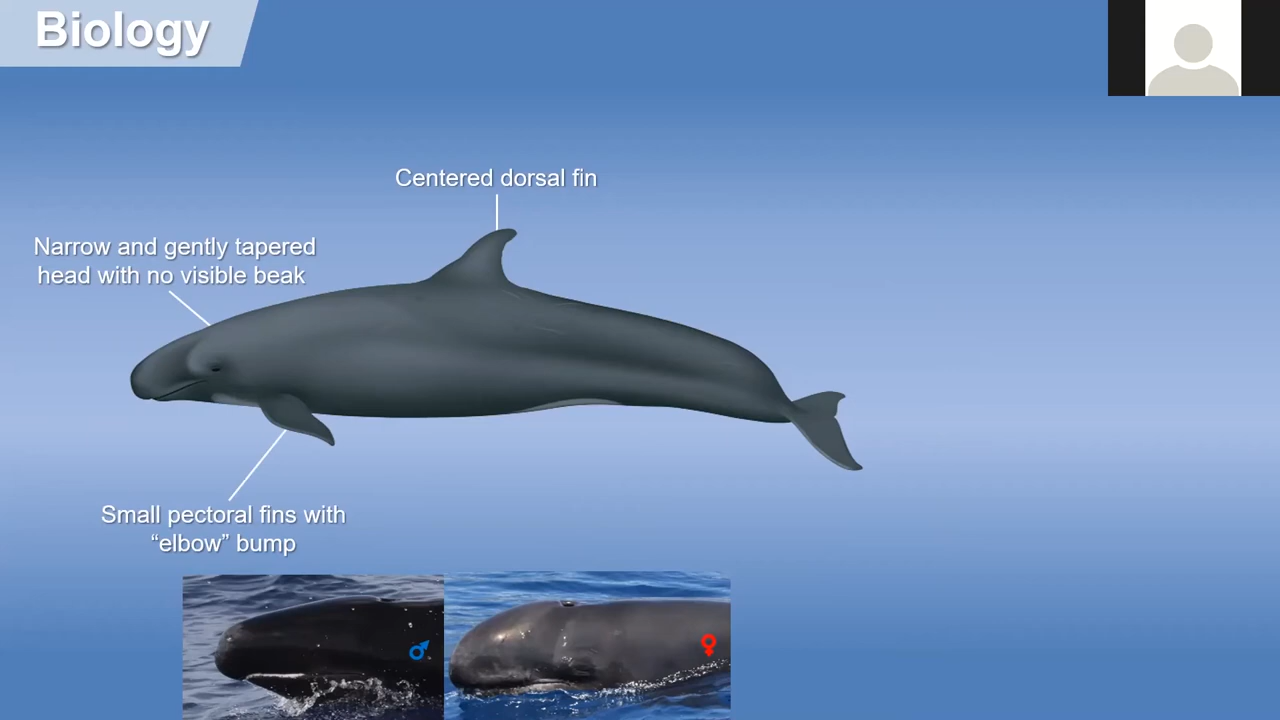 Biology
Centered dorsal fin
Narrow and gently tapered
head with no visible beak
Small pectoral fins with
“elbow” bump
♂
♀